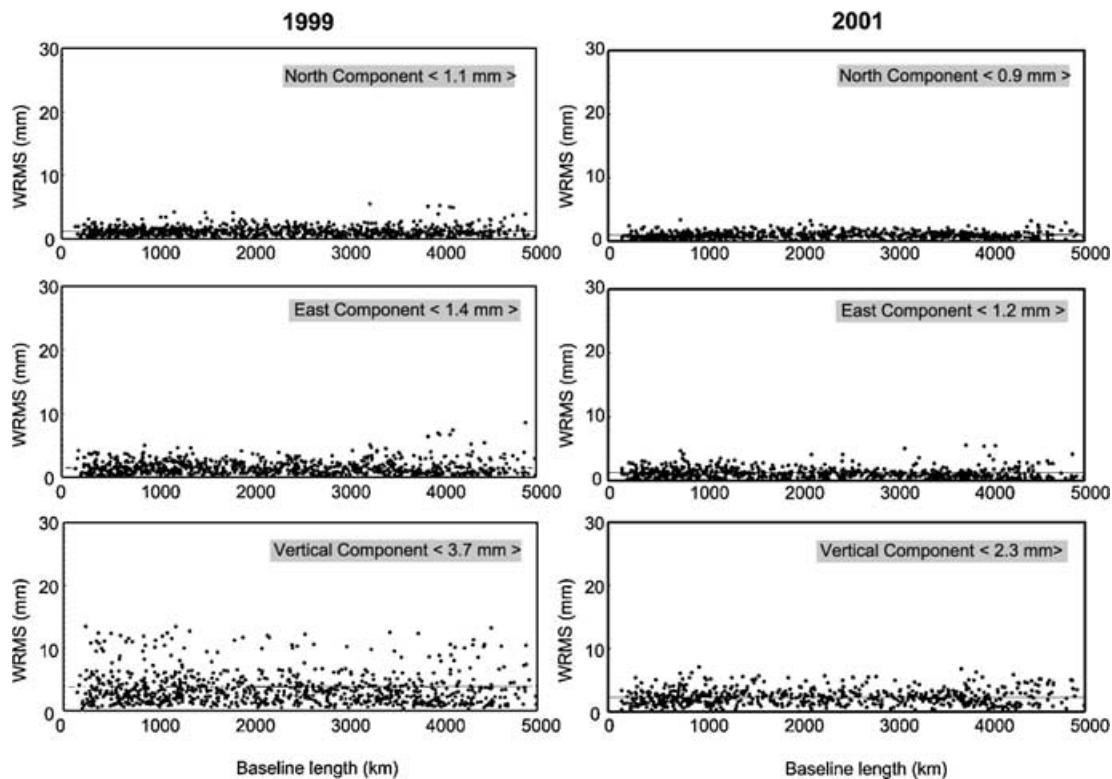 1999
2001
30
20
10
0
WRMS (mm)
North Component < 1.1 mm >
0 1000 2000 3000 4000 5000
30
20
10
0
WRMS (mm)
North Component < 0.9 mm >
0 1000 2000 3000 4000 5000
30
20
10
0
WRMS (mm)
East Component < 1.4 mm >
0 1000 2000 3000 4000 5000
30
20
10
0
WRMS (mm)
East Component < 1.2 mm >
0 1000 2000 3000 4000 5000
30
20
10
0
WRMS (mm)
Vertical Component < 3.7 mm >
0 1000 2000 3000 4000 5000
30
20
10
0
WRMS (mm)
Vertical Component < 2.3 mm>
0 1000 2000 3000 4000 5000
Baseline length (km)
Baseline length (km)